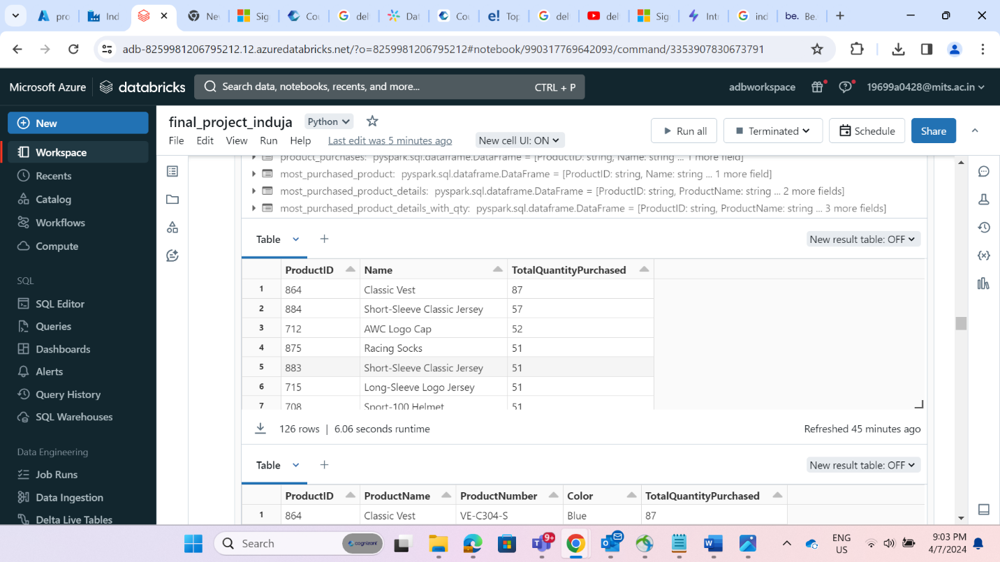 pro
Ind
Nev
Sig
Cou
del
Dat
Cou
Top
del
del
Sig
Intr
ind
be. Be.
adb-8259981206795212.12.azuredatabricks.net/?o=8259981206795212#notebook/990317769642093/command/3353907830673791
Microsoft Azure
databricks
Search data, notebooks, recents, and more...
CTRL + P
adbworkspace
19699a0428@mits.ac.in
New
Workspace
Recents
Catalog
Workflows
Compute
SQL
SQL Editor
Queries
Dashboards
Alerts
Query History
SQL Warehouses
Data Engineering
Job Runs
Data Ingestion
Delta Live Tables
final_project_induja
Python
File Edit View Run Help Last edit was 5 minutes ago New cell UI: ON
Run all
Terminated
Schedule
Share
product_purchases: pyspark.sql.dataframe.DataFrame = [ProductID: string, Name: string ... 1 more field]
most_purchased_product: pyspark.sql.dataframe.DataFrame = [ProductID: string, Name: string ... 1 more field]
most_purchased_product_details: pyspark.sql.dataframe.DataFrame = [ProductID: string, ProductName: string ... 2 more fields]
most_purchased_product_details_with_qty: pyspark.sql.dataframe.DataFrame = [ProductID: string, ProductName: string ... 3 more fields]
Table + New result table: OFF
ProductID Name TotalQuantityPurchased
1 864 Classic Vest 87
2 884 Short-Sleeve Classic Jersey 57
3 712 AWC Logo Cap 52
4 875 Racing Socks 51
5 883 Short-Sleeve Classic Jersey 51
6 715 Long-Sleeve Logo Jersey 51
7 708 Sport-100 Helmet 51
126 rows | 6.06 seconds runtime
Refreshed 45 minutes ago
Table + New result table: OFF
ProductID ProductName ProductNumber Color TotalQuantityPurchased
1 864 Classic Vest VE-C304-S Blue 87
Search
cognizant
9+
ENG
US
9:03 PM
4/7/2024